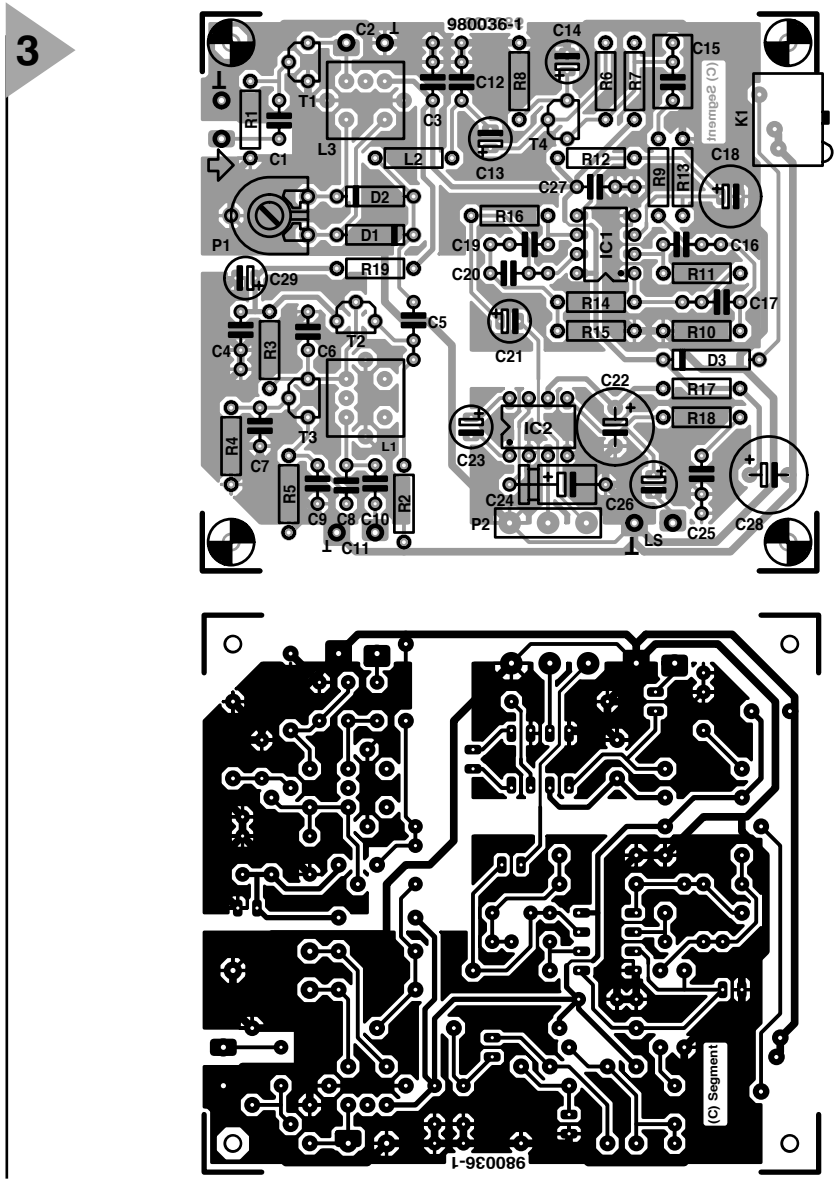 3
980036-1
C2
C14
C15
T1
C12
R8
R6
R7
(C) Segment
K1
R1
C3
T4
C1
L3
L2
C13
R12
R9
R13
C18
C27
D2
R16
P1
D1
C19
IC1
C16
R19
C20
R11
C29
R14
C17
C5
C21
R15
R10
C4
R3
C6
T2
D3
C22
R17
T3
R4
C7
L1
C23
IC2
R18
R5
C9
C8
C10
R2
C24
C26
C25
C28
C11
P2
LS
(C) Segment
980036-1